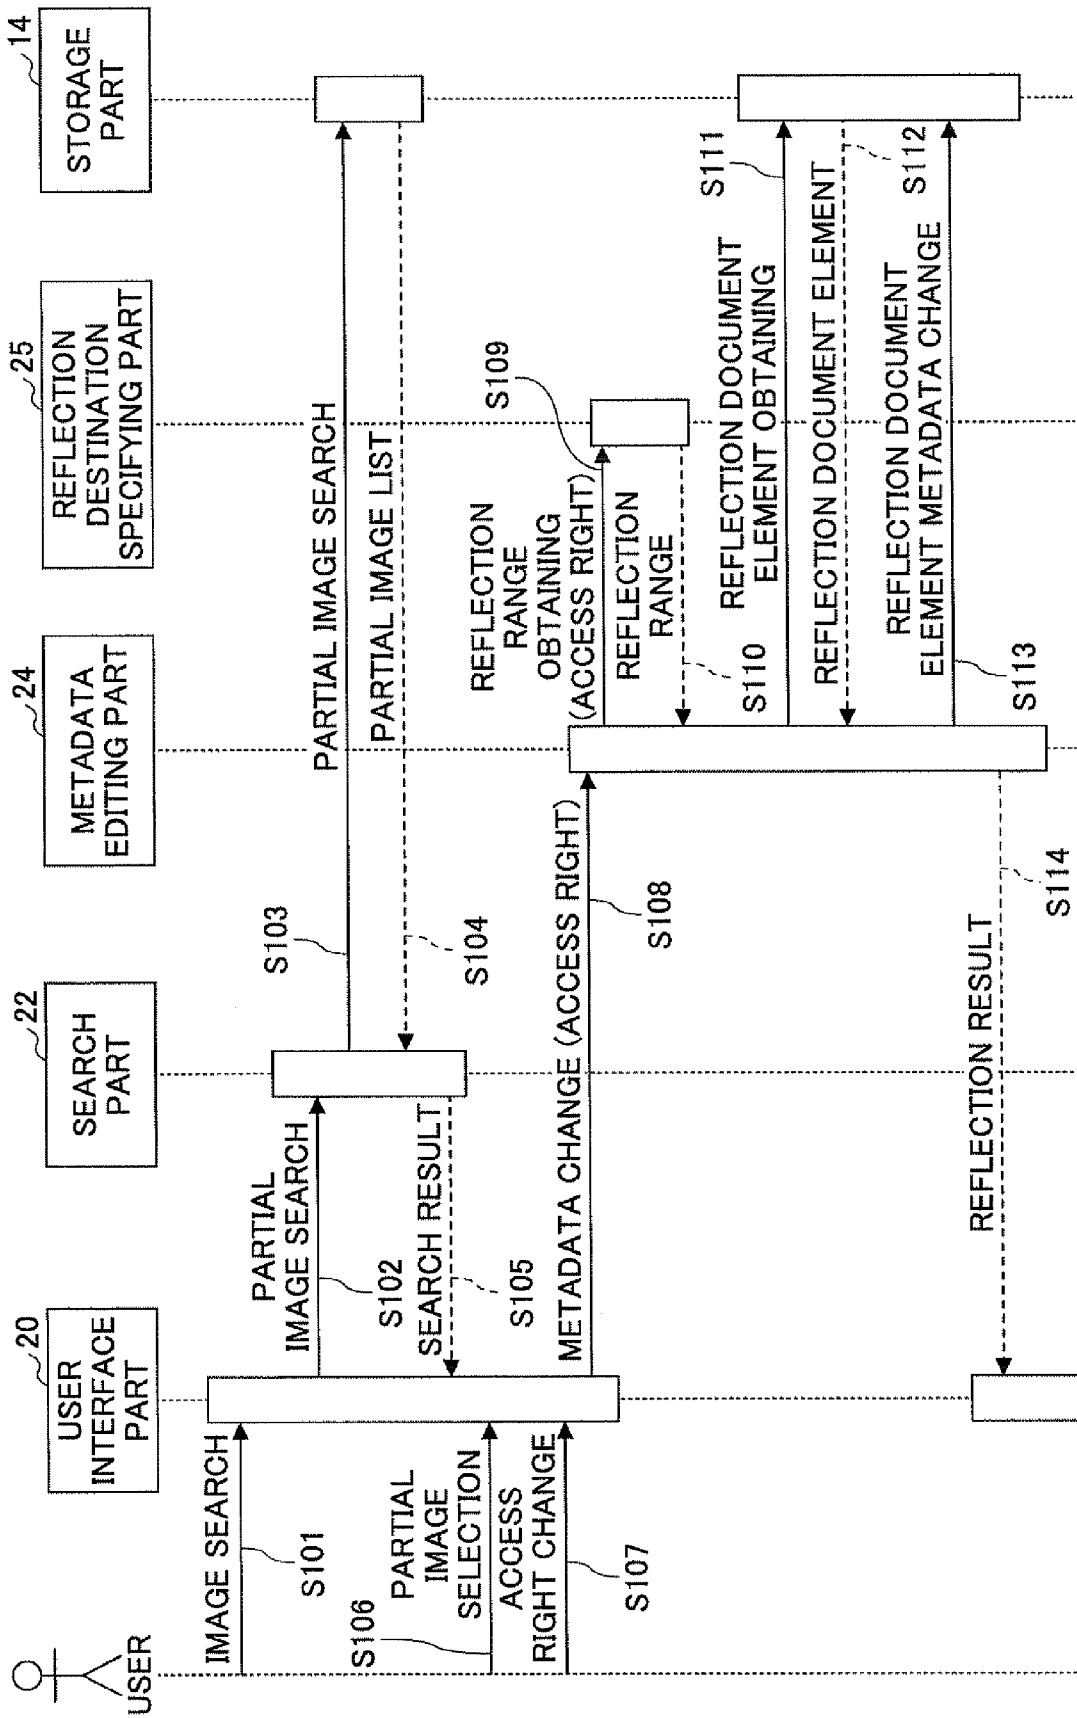 USER
20
USER
INTERFACE
PART
22
SEARCH
PART
24
METADATA
EDITING PART
25
REFLECTION
DESTINATION
SPECIFYING PART
14
STORAGE
PART
IMAGE SEARCH
S101
PARTIAL
IMAGE SEARCH
S102
S103
PARTIAL IMAGE SEARCH
PARTIAL IMAGE LIST
S104
SEARCH RESULT
S105
S106
PARTIAL
IMAGE
SELECTION
ACCESS
RIGHT CHANGE
S107
METADATA CHANGE (ACCESS RIGHT)
S108
REFLECTION
RANGE
OBTAINING
(ACCESS RIGHT)
S109
REFLECTION
RANGE
S110
REFLECTION DOCUMENT
ELEMENT OBTAINING
S111
REFLECTION DOCUMENT ELEMENT
S112
REFLECTION DOCUMENT
ELEMENT METADATA CHANGE
S113
REFLECTION RESULT
S114